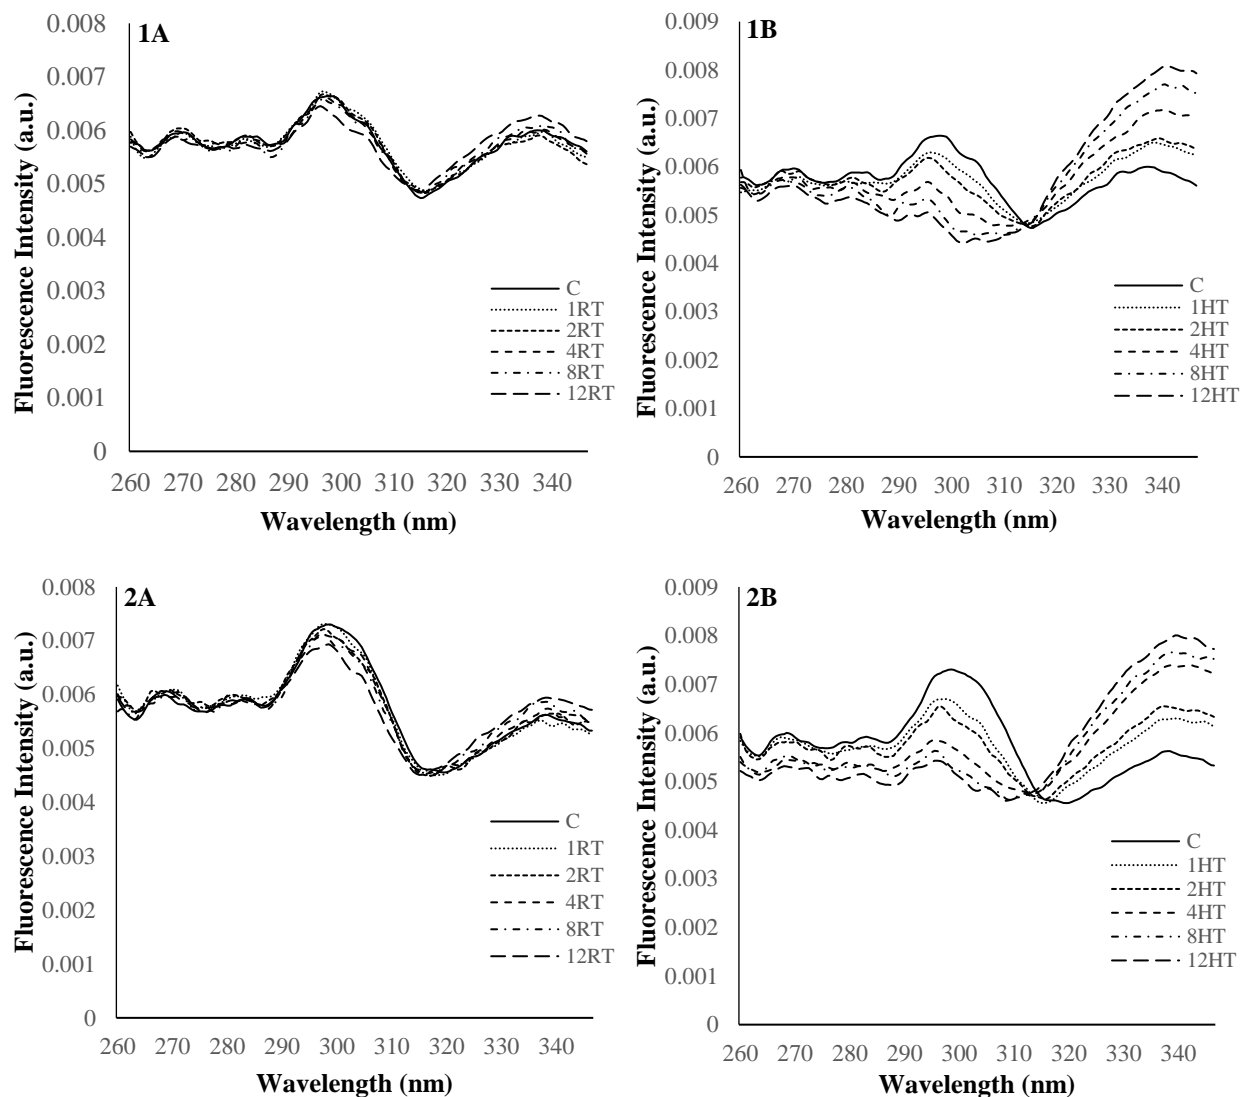 1A
Fluorescence Intensity (a.u.)
0.008
0.007
0.006
0.005
0.004
0.003
0.002
0.001
0
260 270 280 290 300 310 320 330 340
Wavelength (nm)
C
1RT
2RT
4RT
8RT
12RT
1B
Fluorescence Intensity (a.u.)
0.009
0.008
0.007
0.006
0.005
0.004
0.003
0.002
0.001
0
260 270 280 290 300 310 320 330 340
Wavelength (nm)
C
1HT
2HT
4HT
8HT
12HT
2A
Fluorescence Intensity (a.u.)
0.008
0.007
0.006
0.005
0.004
0.003
0.002
0.001
0
260 270 280 290 300 310 320 330 340
Wavelength (nm)
C
1RT
2RT
4RT
8RT
12RT
2B
Fluorescence Intensity (a.u.)
0.009
0.008
0.007
0.006
0.005
0.004
0.003
0.002
0.001
0
260 270 280 290 300 310 320 330 340
Wavelength (nm)
C
1HT
2HT
4HT
8HT
12HT